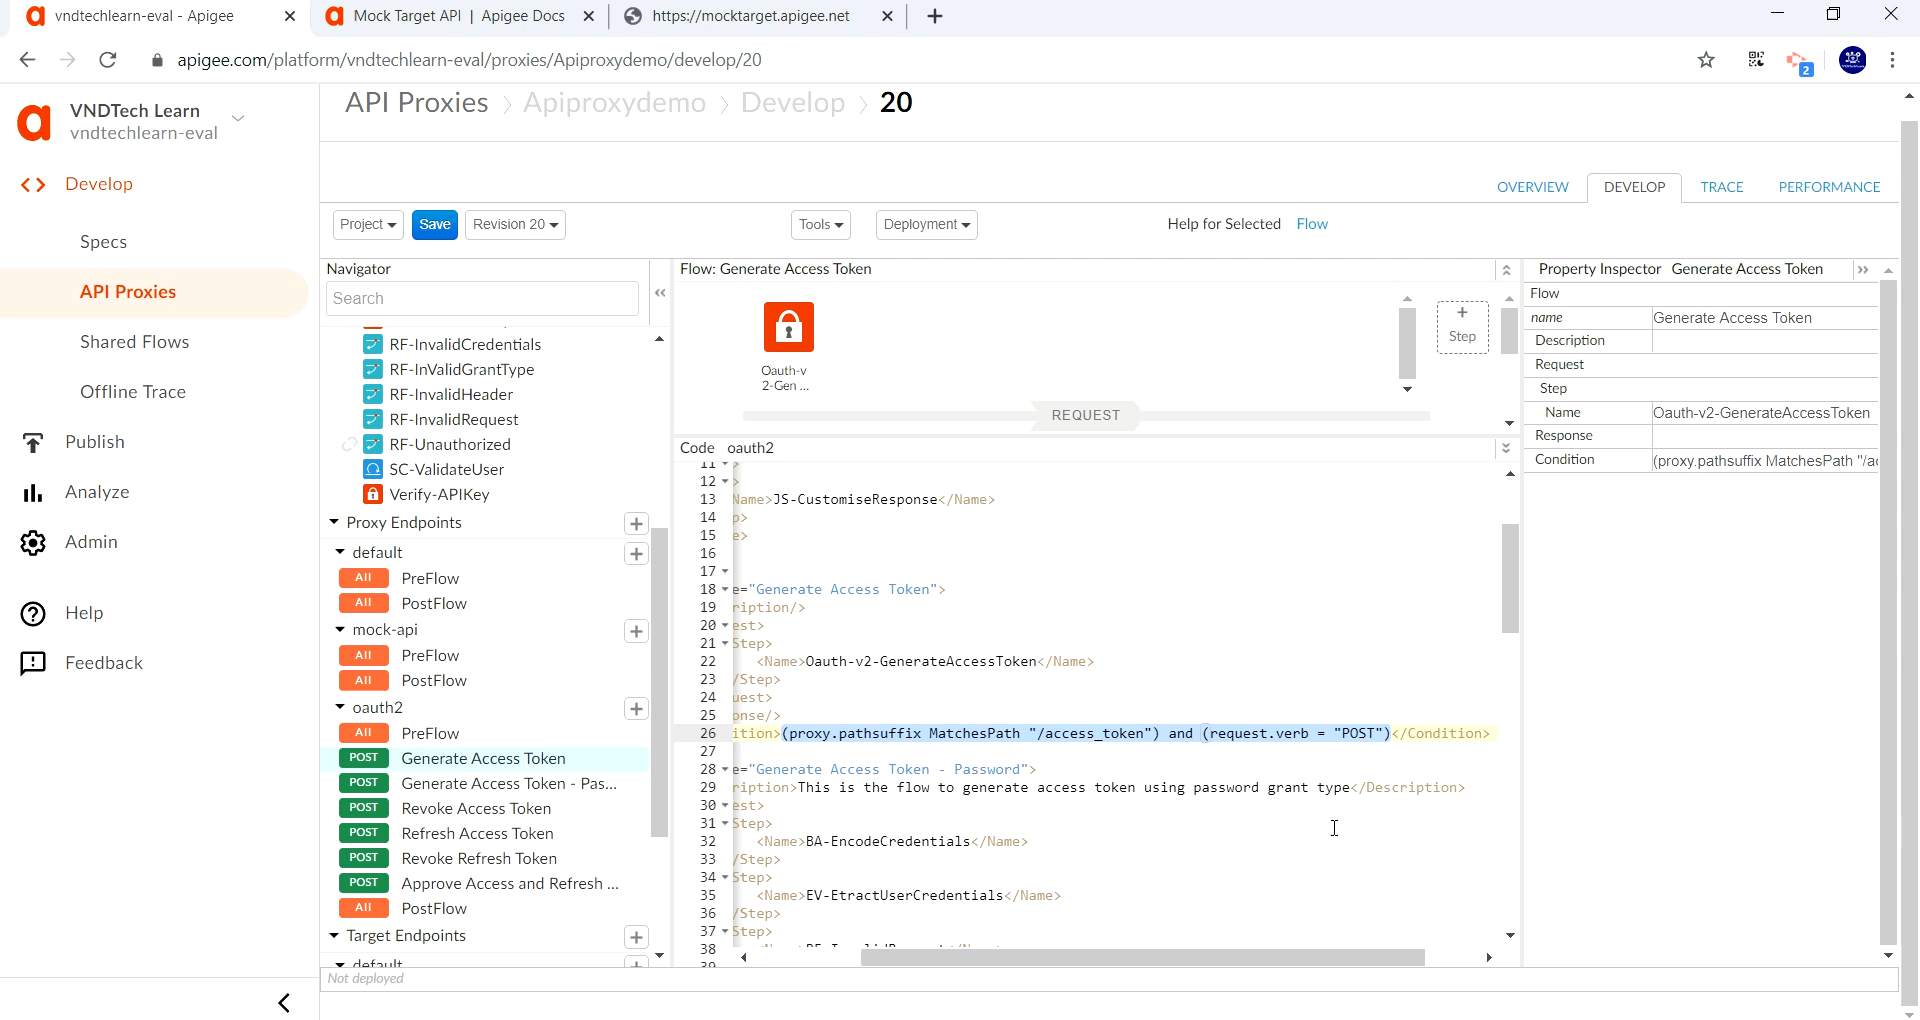 vndtechlearn-eval - Apigee
Mock Target API | Apigee Docs
https://mocktarget.apigee.net
apigee.com/platform/vndtechlearn-eval/proxies/Apiproxydemo/develop/20
2
VNDTech Learn
vndtechlearn-eval
Develop
Specs
API Proxies
Shared Flows
Offline Trace
Publish
Analyze
Admin
Help
Feedback
API Proxies > Apiproxydemo > Develop > 20
OVERVIEW DEVELOP TRACE PERFORMANCE
Project Save Revision 20 Tools Deployment Help for Selected Flow
Navigator
Search
RF-InvalidCredentials
RF-InValidGrantType
RF-InvalidHeader
RF-InvalidRequest
RF-Unauthorized
SC-ValidateUser
Verify-APIKey
Proxy Endpoints
default
All PreFlow
All PostFlow
mock-api
All PreFlow
All PostFlow
oauth2
All PreFlow
POST Generate Access Token
POST Generate Access Token - Pas...
POST Revoke Access Token
POST Refresh Access Token
POST Revoke Refresh Token
POST Approve Access and Refresh ...
All PostFlow
Target Endpoints
default
Not deployed
Flow: Generate Access Token
Oauth-v
2-Gen ...
+
Step
REQUEST
Code oauth2
11 >
12 >
13 Name>JS-CustomiseResponse</Name>
14 p>
15 e>
16
17
18 e="Generate Access Token">
19 ription/>
20 est>
21 Step>
22 <Name>Oauth-v2-GenerateAccessToken</Name>
23 /Step>
24 uest>
25 onse/>
26 ition>(proxy.pathsuffix MatchesPath "/access_token") and (request.verb = "POST")</Condition>
27
28 e="Generate Access Token - Password">
29 ription>This is the flow to generate access token using password grant type</Description>
30 est>
31 Step>
32 <Name>BA-EncodeCredentials</Name>
33 /Step>
34 Step>
35 <Name>EV-EtractUserCredentials</Name>
36 /Step>
37 Step>
38
39
Property Inspector Generate Access Token
Flow
name Generate Access Token
Description
Request
Step
Name Oauth-v2-GenerateAccessToken
Response
Condition (proxy.pathsuffix MatchesPath "/a